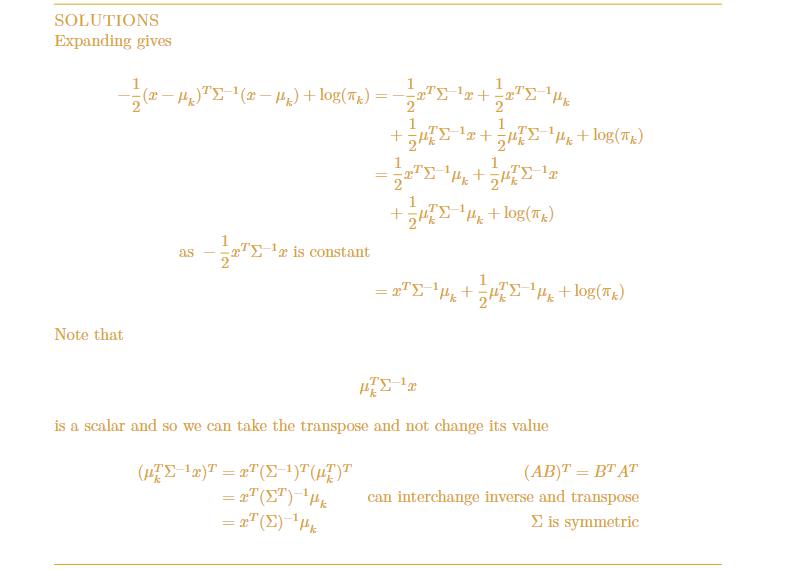 SOLUTIONS
Expanding gives
$-\frac{1}{2}(x-\mu_k)^T\Sigma^{-1}(x-\mu_k)+\log(\pi_k) = -\frac{1}{2}x^T\Sigma^{-1}x+\frac{1}{2}x^T\Sigma^{-1}\mu_k$
$+\frac{1}{2}\mu_k^T\Sigma^{-1}x+\frac{1}{2}\mu_k^T\Sigma^{-1}\mu_k+\log(\pi_k)$
$=\frac{1}{2}x^T\Sigma^{-1}\mu_k+\frac{1}{2}\mu_k^T\Sigma^{-1}x$
$+\frac{1}{2}\mu_k^T\Sigma^{-1}\mu_k+\log(\pi_k)$
as $-\frac{1}{2}x^T\Sigma^{-1}x$ is constant
$=x^T\Sigma^{-1}\mu_k+\frac{1}{2}\mu_k^T\Sigma^{-1}\mu_k+\log(\pi_k)$
Note that
$\mu_k^T\Sigma^{-1}x$
is a scalar and so we can take the transpose and not change its value
$(\mu_k^T\Sigma^{-1}x)^T = x^T(\Sigma^{-1})^T(\mu_k^T)^T$ $(AB)^T = B^TA^T$
$= x^T(\Sigma^T)^{-1}\mu_k$ can interchange inverse and transpose
$= x^T(\Sigma)^{-1}\mu_k$ $\Sigma$ is symmetric